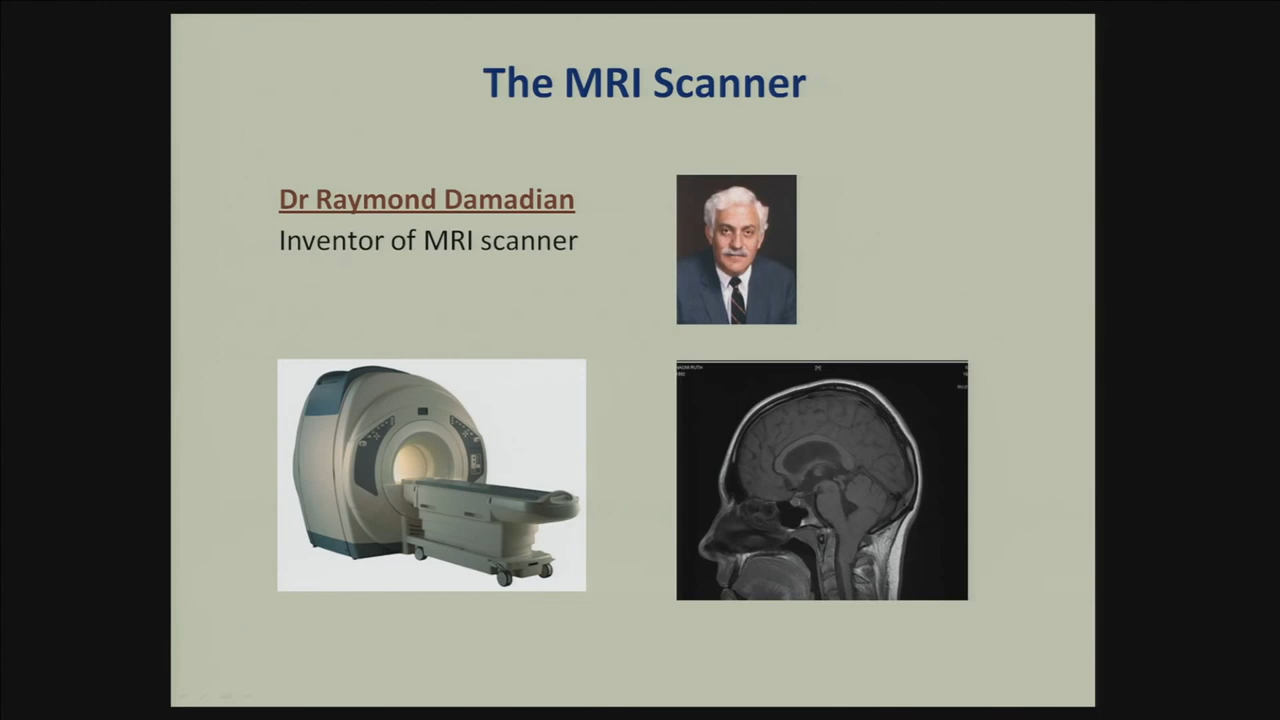 The MRI Scanner
Dr Raymond Damadian
Inventor of MRI scanner